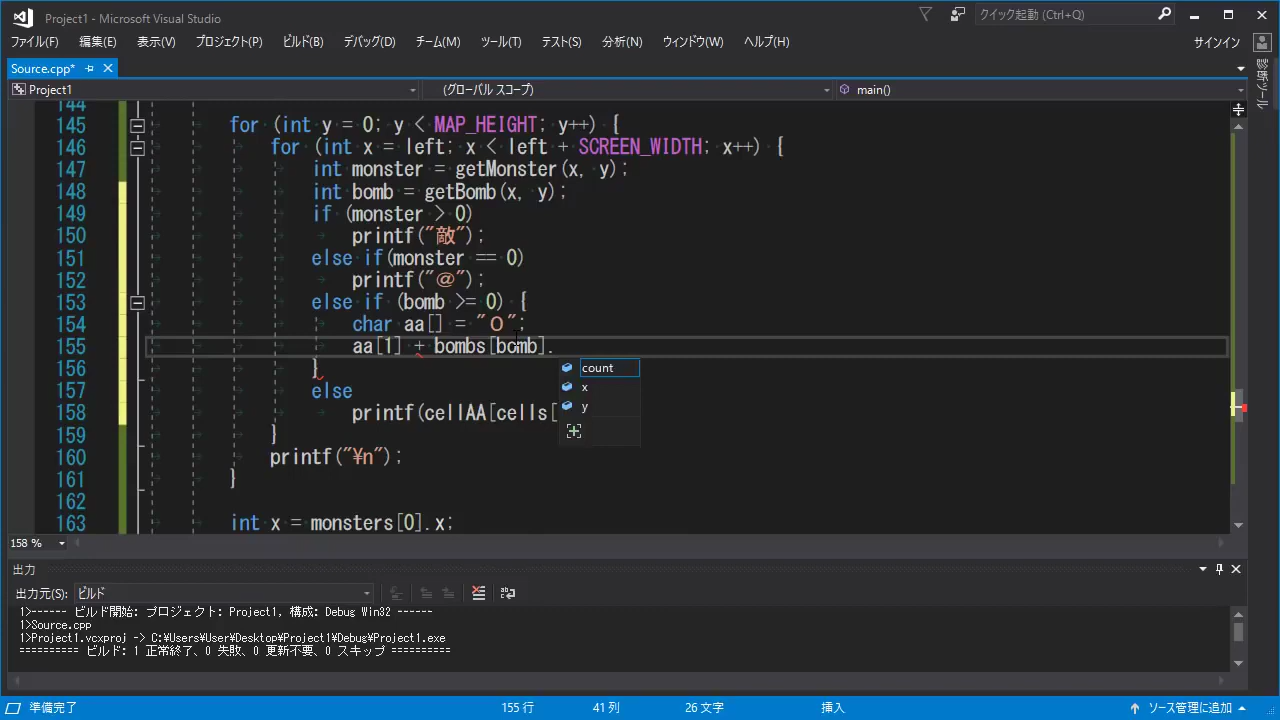 Project1 - Microsoft Visual Studio
クイック起動 (Ctrl+Q)
ファイル(F) 編集(E) 表示(V) プロジェクト(P) ビルド(B) デバッグ(D) チーム(M) ツール(T) テスト(S) 分析(N) ウィンドウ(W) ヘルプ(H) サインイン
Source.cpp*
診断ツール
Project1 (グローバル スコープ) main()
144
145 for (int y = 0; y < MAP_HEIGHT; y++) {
146 for (int x = left; x < left + SCREEN_WIDTH; x++) {
147 int monster = getMonster(x, y);
148 int bomb = getBomb(x, y);
149 if (monster > 0)
150 printf("敵");
151 else if(monster == 0)
152 printf("＠");
153 else if (bomb >= 0) {
154 char aa[] = "０";
155 aa[1] + bombs[bomb].
156 }
157 else
158 printf(cellAA[cells[
159 }
160 printf("¥n");
161 }
162
163 int x = monsters[0].x;
count
x
y
158 %
出力
出力元(S): ビルド
1>------ ビルド開始: プロジェクト: Project1, 構成: Debug Win32 ------
1>Source.cpp
1>Project1.vcxproj -> C:¥Users¥User¥Desktop¥Project1¥Debug¥Project1.exe
========== ビルド: 1 正常終了、0 失敗、0 更新不要、0 スキップ ==========
準備完了 155 行 41 列 26 文字 挿入 ソース管理に追加